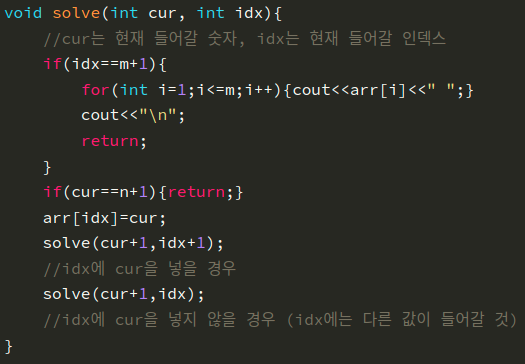 void solve(int cur, int idx){
    //cur는 현재 들어갈 숫자, idx는 현재 들어갈 인덱스
    if(idx==m+1){
        for(int i=1;i<=m;i++){cout<<arr[i]<<" ";}
        cout<<"\n";
        return;
    }
    if(cur==n+1){return;}
    arr[idx]=cur;
    solve(cur+1,idx+1);
    //idx에 cur을 넣을 경우
    solve(cur+1,idx);
    //idx에 cur을 넣지 않을 경우 (idx에는 다른 값이 들어갈 것)
}